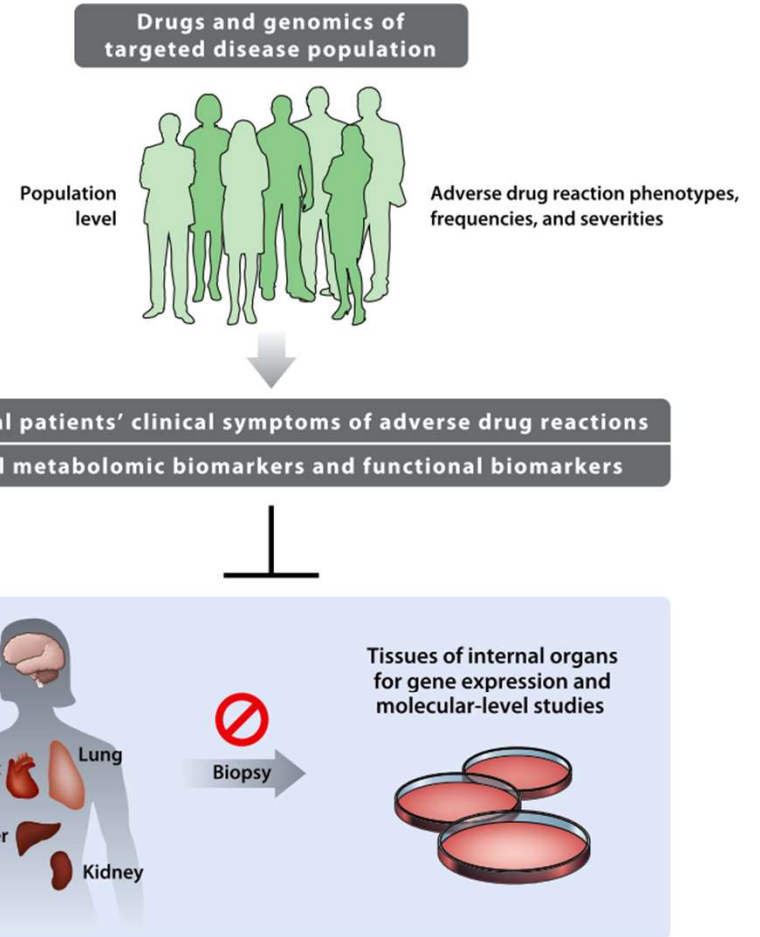 Drugs and genomics of
targeted disease population
Population
level
Adverse drug reaction phenotypes,
frequencies, and severities
patients’ clinical symptoms of adverse drug reactions
metabolomic biomarkers and functional biomarkers
Tissues of internal organs
for gene expression and
molecular-level studies
Lung
Biopsy
Kidney